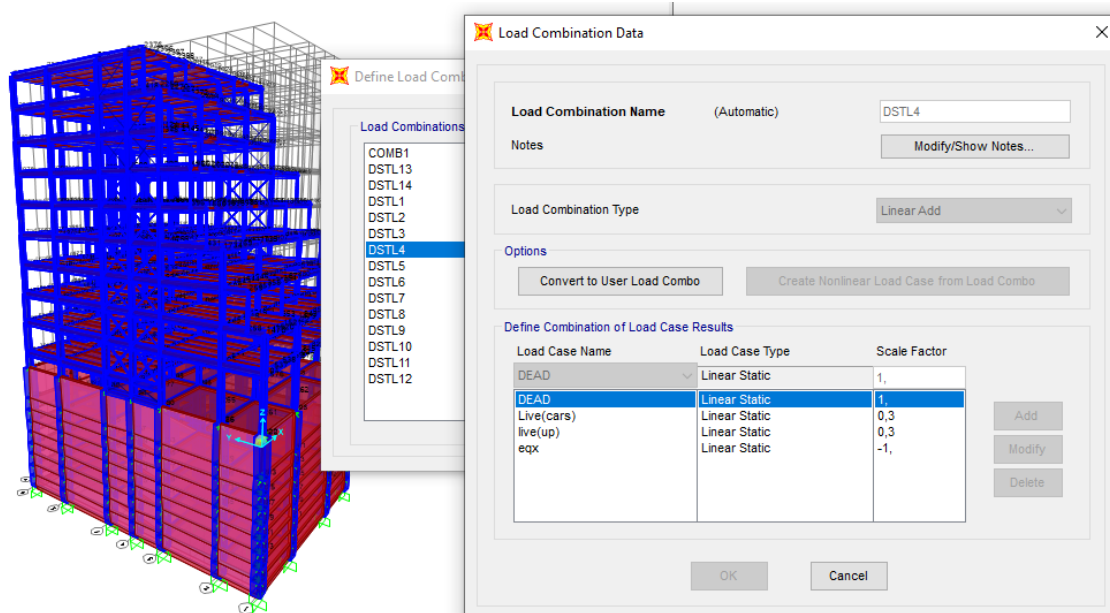 Load Combination Data
Define Load Comb
Load Combination Name (Automatic) DSTL4
Notes Modify/Show Notes...
Load Combination Type Linear Add
Options
Convert to User Load Combo Create Nonlinear Load Case from Load Combo
Define Combination of Load Case Results
Load Case Name Load Case Type Scale Factor
DEAD Linear Static 1,
DEAD Linear Static 1,
Live(cars) Linear Static 0,3
live(up) Linear Static 0,3
eqx Linear Static -1,
Add
Modify
Delete
OK Cancel
Load Combinations
COMB1
DSTL13
DSTL14
DSTL1
DSTL2
DSTL3
DSTL4
DSTL5
DSTL6
DSTL7
DSTL8
DSTL9
DSTL10
DSTL11
DSTL12
Z
Y
X